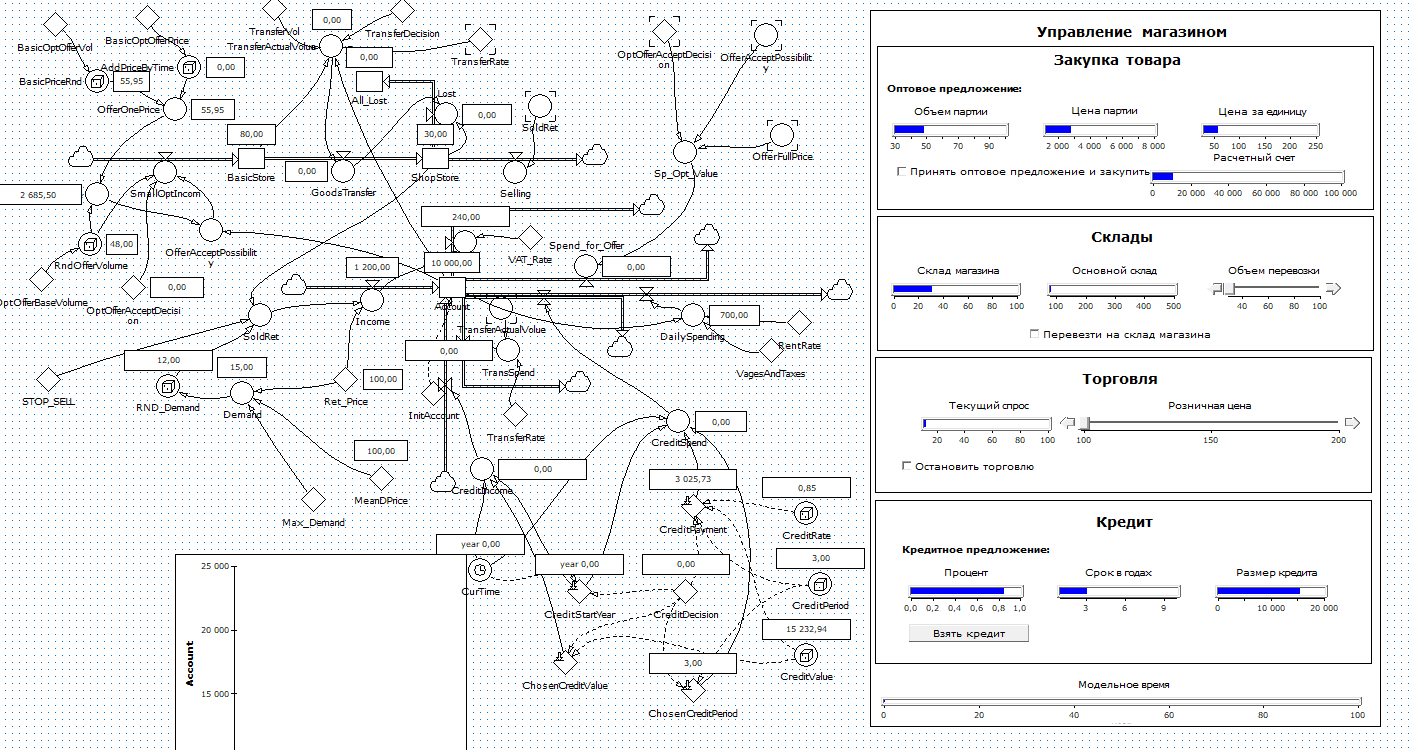 BasicOptOfferVol
BasicOptOfferPrice
TransferVol
0,00
TransferDecision
TransferActualVolue
AddPriceByTime
0,00
0,00
TransferRate
BasicPriceRnd
55,95
OfferOnePrice
55,95
All_Lost
Lost
0,00
SoldRet
OptOfferAcceptDecisi
on
OfferAcceptPossibilit
y
OfferFullPrice
80,00
30,00
0,00
BasicStore
GoodsTransfer
ShopStore
Selling
Sp_Opt_Value
SmallOptIncom
2 685,50
48,00
RndOfferVolume
OfferAcceptPossibilit
y
240,00
VAT_Rate
Spend_for_Offer
0,00
1 200,00
10 000,00
OptOfferBaseVolume
0,00
OptOfferAcceptDecisi
on
SoldRet
Income
Account
TransferActualVolue
700,00
DailySpending
RentRate
VagesAndTaxes
12,00
15,00
0,00
TransSpend
STOP_SELL
RND_Demand
Demand
100,00
Ret_Price
InitAccount
TransferRate
0,00
CreditSpend
100,00
MeanDPrice
Max_Demand
0,00
CreditIncome
3 025,73
CreditPayment
0,85
CreditRate
year 0,00
CurTime
year 0,00
CreditStartYear
0,00
CreditDecision
3,00
CreditPeriod
15 232,94
CreditValue
ChosenCreditValue
3,00
ChosenCreditPeriod
25 000
20 000
15 000
Account
Управление магазином
Закупка товара
Оптовое предложение:
Объем партии
Цена партии
Цена за единицу
30 50 70 90
2 000 4 000 6 000 8 000
50 100 150 200 250
Расчетный счет
Принять оптовое предложение и закупить
0 20 000 40 000 60 000 80 000 100 000
Склады
Склад магазина
Основной склад
Объем перевозки
0 20 40 60 80 100
100 200 300 400 500
40 60 80 100
Перевезти на склад магазина
Торговля
Текущий спрос
Розничная цена
20 40 60 80 100
100 150 200
Остановить торговлю
Кредит
Кредитное предложение:
Процент
Срок в годах
Размер кредита
0,0 0,2 0,4 0,6 0,8 1,0
3 6 9
0 10 000 20 000
Взять кредит
Модельное время
0 20 40 60 80 100